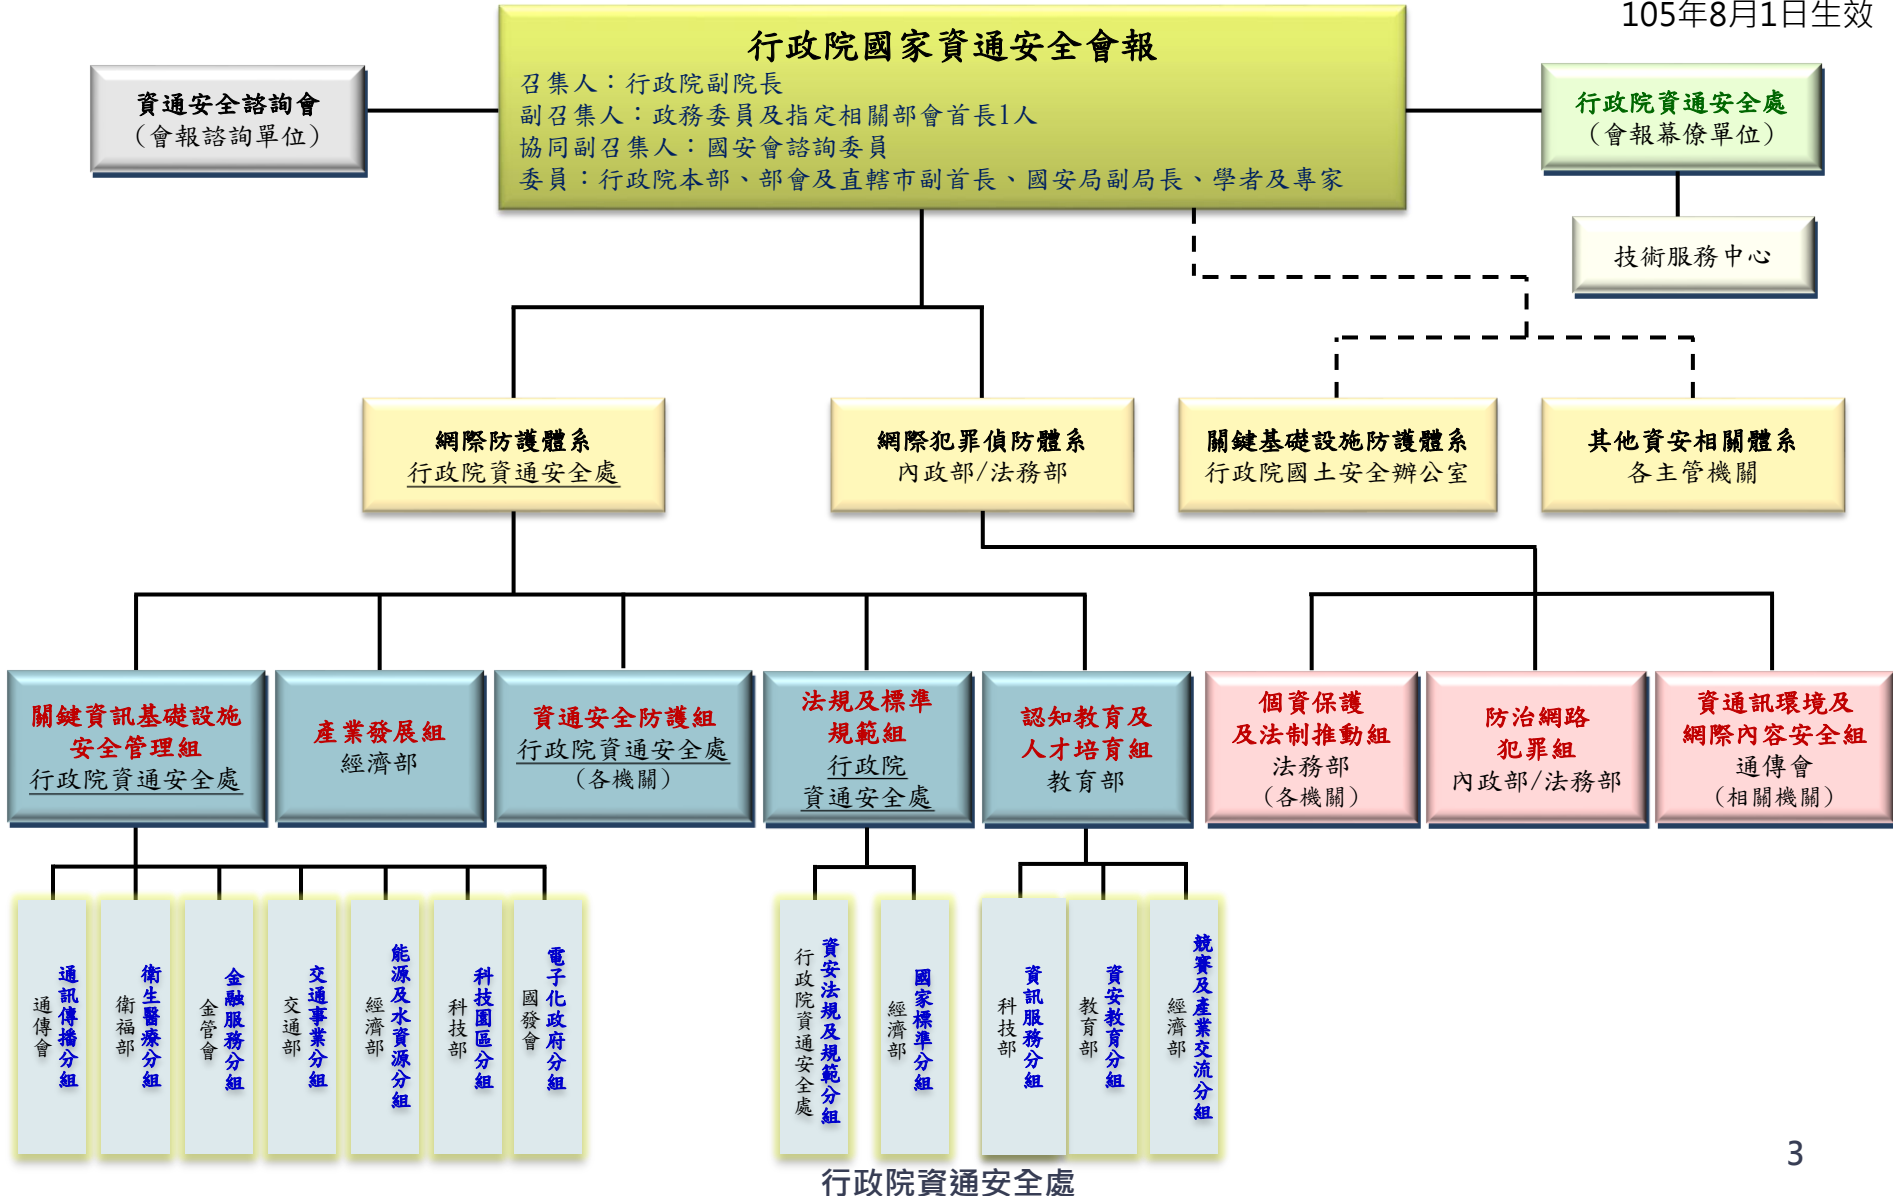 105年8月1日生效
行政院國家資通安全會報
召集人：行政院副院長
副召集人：政務委員及指定相關部會首長1人
協同副召集人：國安會諮詢委員
委員：行政院本部、部會及直轄市副首長、國安局副局長、學者及專家
資通安全諮詢會
（會報諮詢單位）
行政院資通安全處
（會報幕僚單位）
技術服務中心
網際防護體系
行政院資通安全處
網際犯罪偵防體系
內政部/法務部
關鍵基礎設施防護體系
行政院國土安全辦公室
其他資安相關體系
各主管機關
關鍵資訊基礎設施
安全管理組
行政院資通安全處
產業發展組
經濟部
資通安全防護組
行政院資通安全處
（各機關）
法規及標準
規範組
行政院
資通安全處
認知教育及
人才培育組
教育部
個資保護
及法制推動組
法務部
（各機關）
防治網路
犯罪組
內政部/法務部
資通訊環境及
網際內容安全組
通傳會
（相關機關）
通訊傳播分組
通傳會
衛生醫療分組
衛福部
金融服務分組
金管會
交通事業分組
交通部
能源及水資源分組
經濟部
科技園區分組
科技部
電子化政府分組
國發會
資安法規及規範分組
行政院資通安全處
國家標準分組
經濟部
資訊服務分組
科技部
資安教育分組
教育部
競賽及產業交流分組
經濟部
行政院資通安全處
3